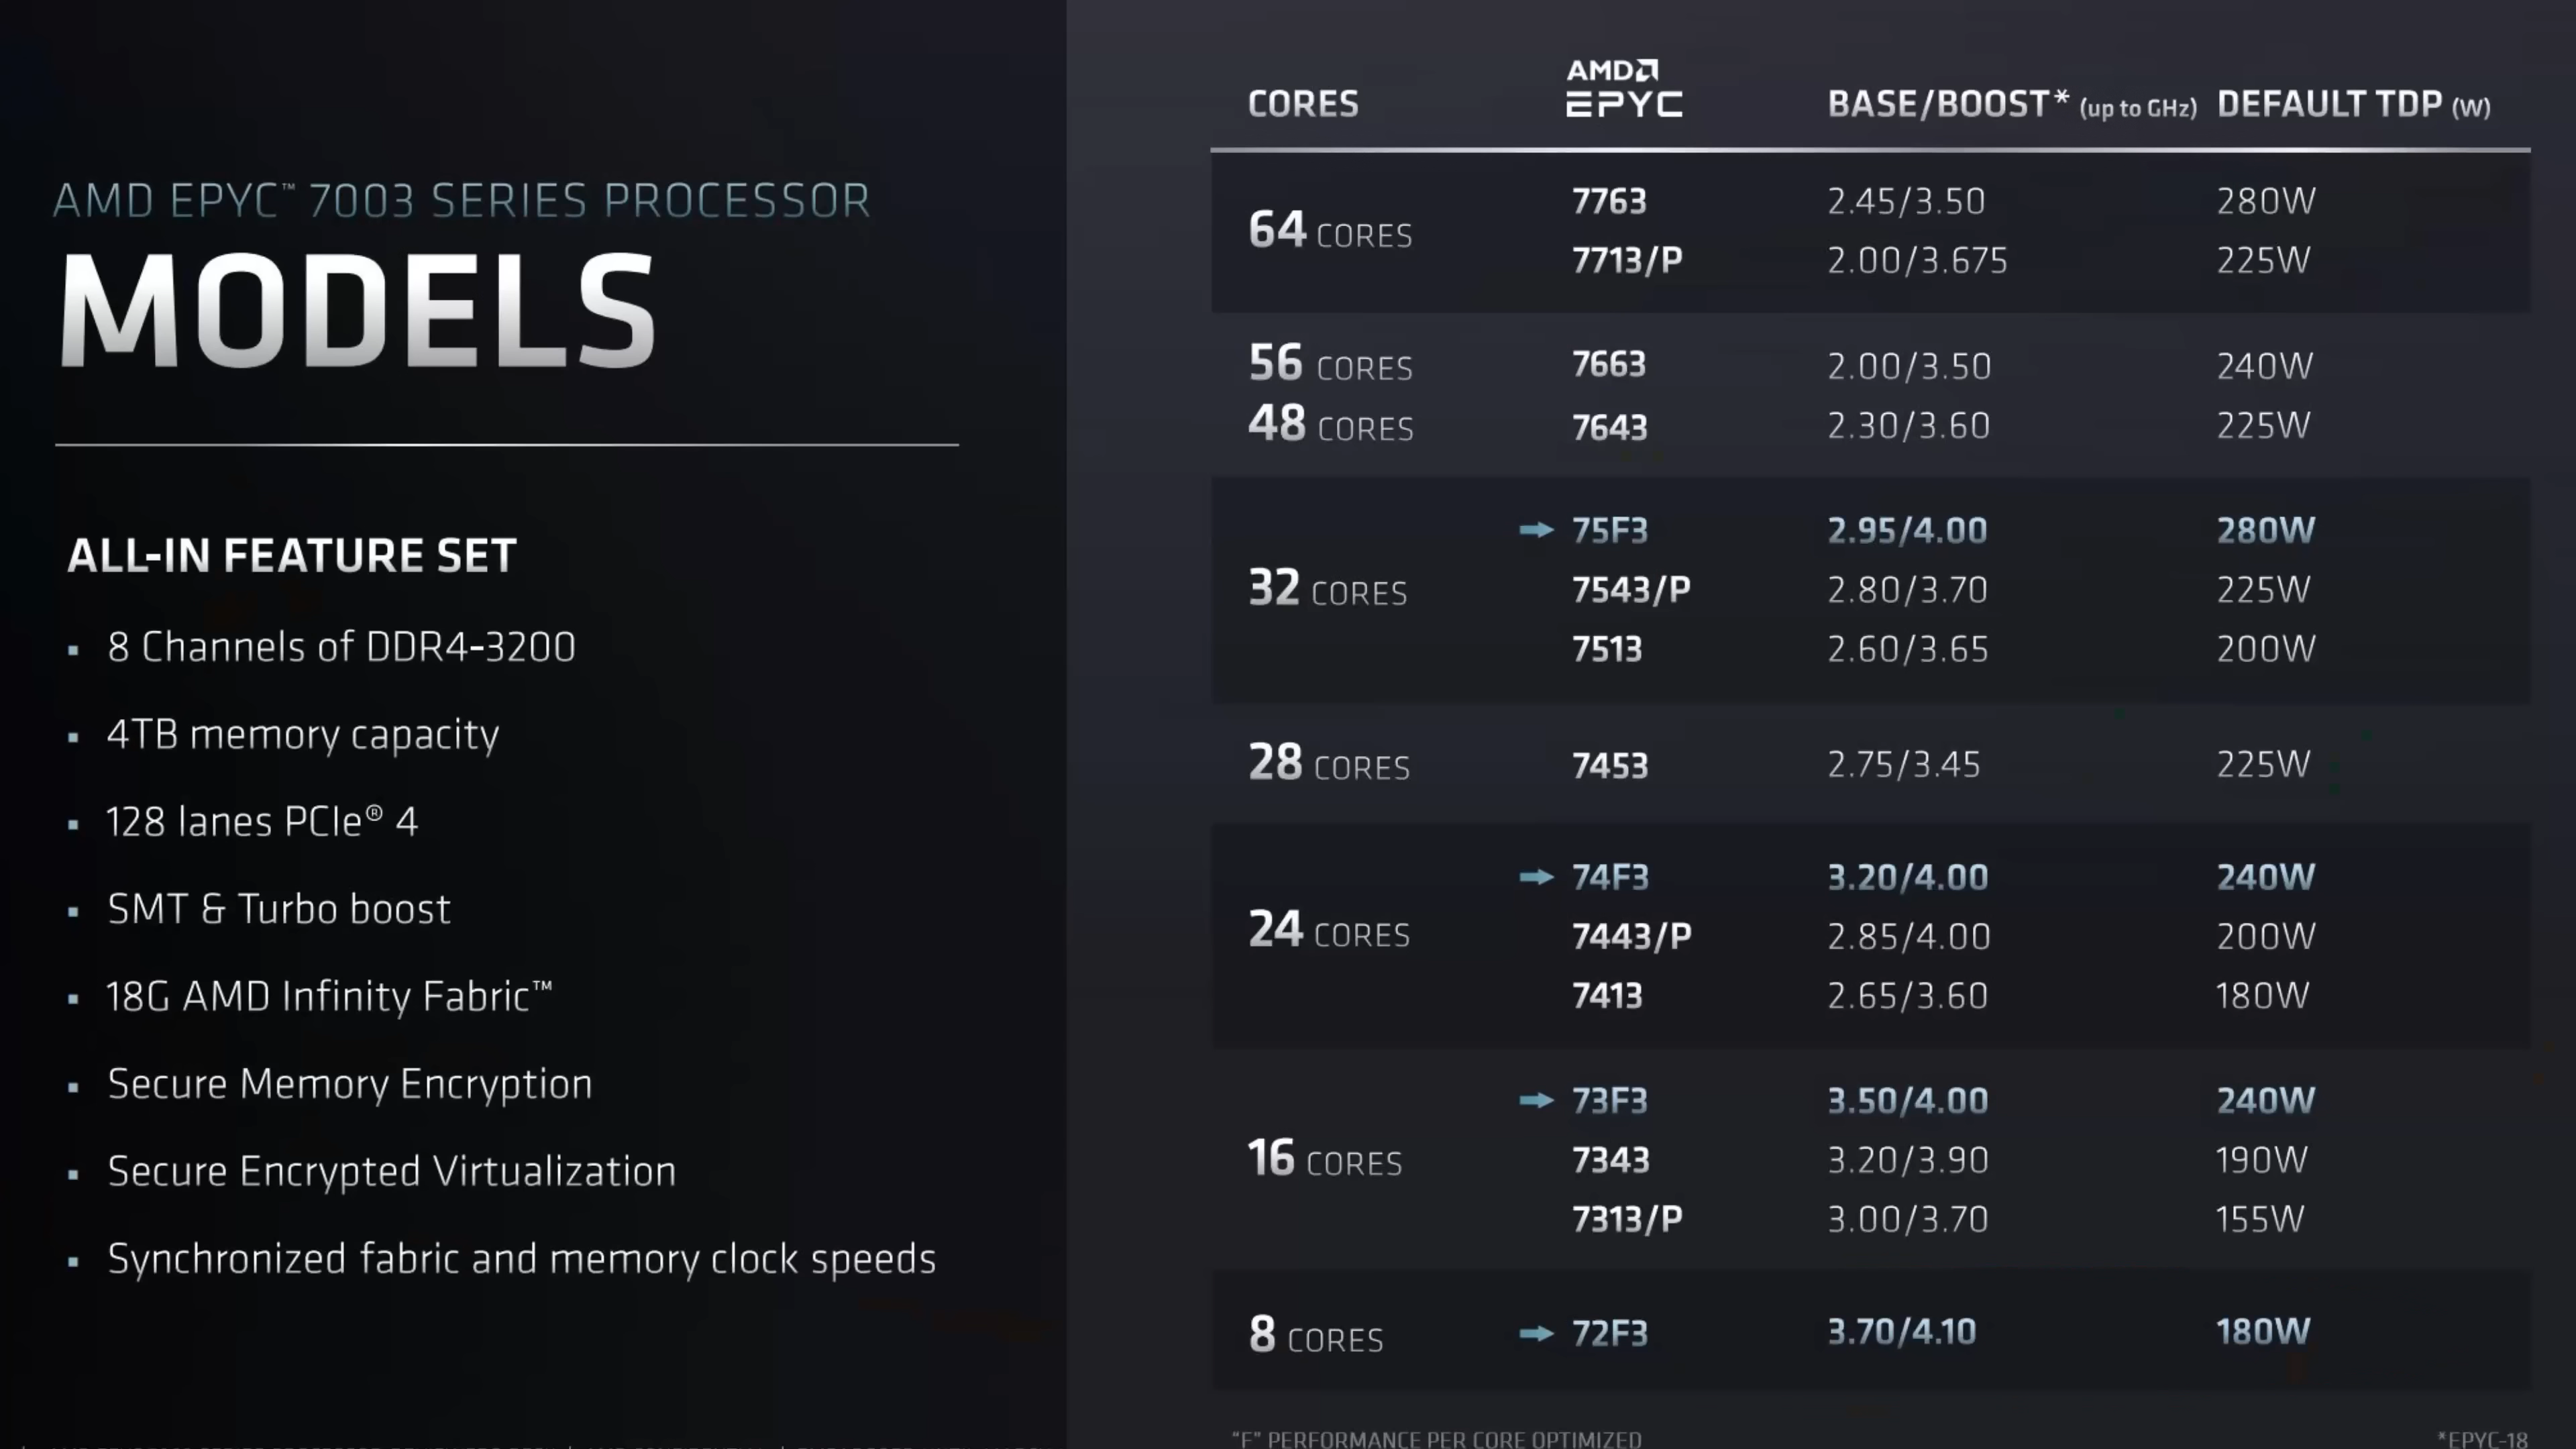 AMD EPYC™ 7003 SERIES PROCESSOR
MODELS
ALL-IN FEATURE SET
▪ 8 Channels of DDR4-3200
▪ 4TB memory capacity
▪ 128 lanes PCIe® 4
▪ SMT & Turbo boost
▪ 18G AMD Infinity Fabric™
▪ Secure Memory Encryption
▪ Secure Encrypted Virtualization
▪ Synchronized fabric and memory clock speeds
CORES AMD EPYC BASE/BOOST* (up to GHz) DEFAULT TDP (W)
64 CORES
7763 2.45/3.50 280W
7713/P 2.00/3.675 225W
56 CORES 7663 2.00/3.50 240W
48 CORES 7643 2.30/3.60 225W
32 CORES
75F3 2.95/4.00 280W
7543/P 2.80/3.70 225W
7513 2.60/3.65 200W
28 CORES 7453 2.75/3.45 225W
24 CORES
74F3 3.20/4.00 240W
7443/P 2.85/4.00 200W
7413 2.65/3.60 180W
16 CORES
73F3 3.50/4.00 240W
7343 3.20/3.90 190W
7313/P 3.00/3.70 155W
8 CORES 72F3 3.70/4.10 180W
"F" PERFORMANCE PER CORE OPTIMIZED *EPYC-18